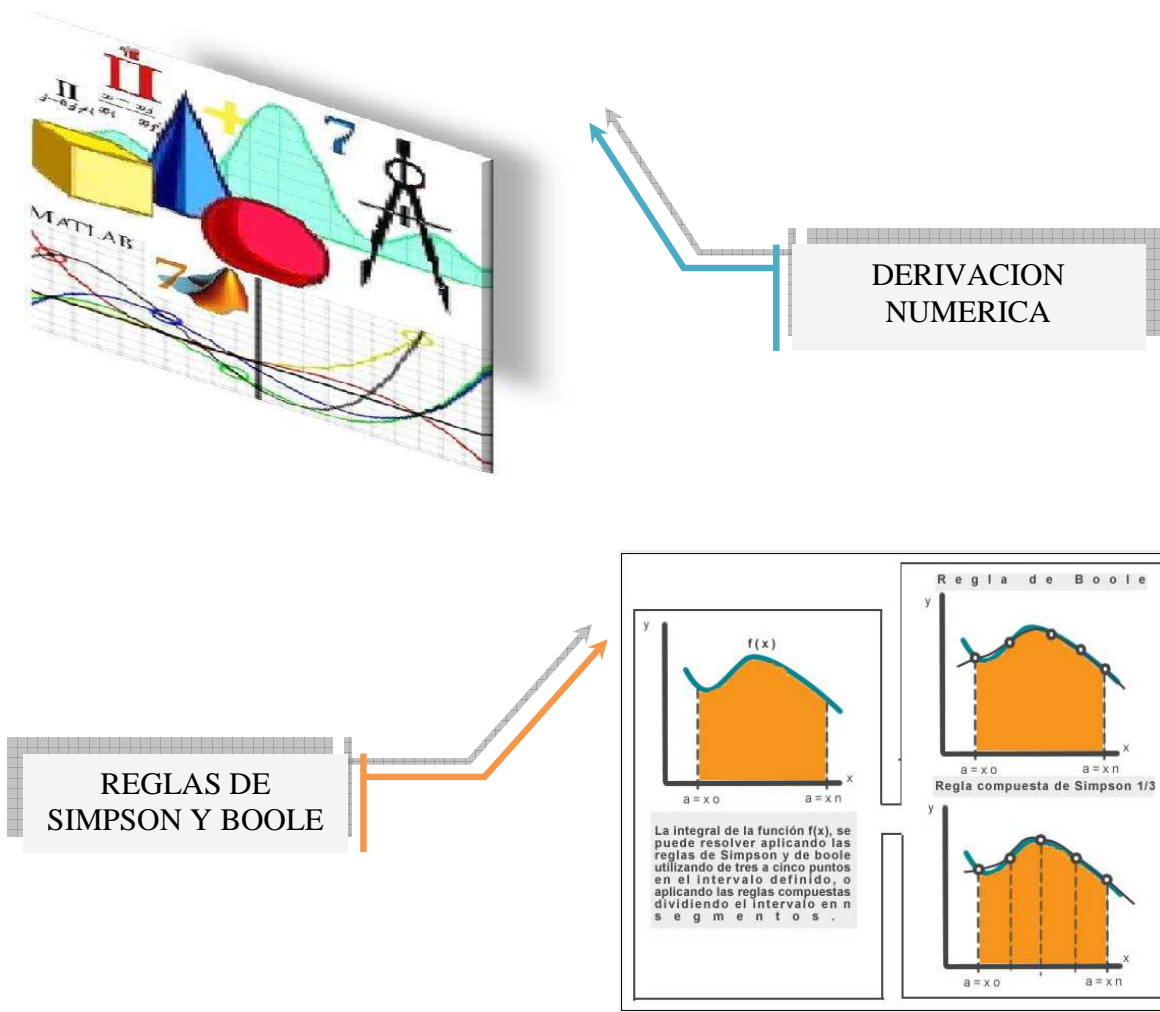 MATLAB
7
7
DERIVACION
NUMERICA
REGLAS DE
SIMPSON Y BOOLE
y
f(x)
x
a = x o
a = x n
La integral de la función f(x), se
puede resolver aplicando las
reglas de Simpson y de boole
utilizando de tres a cinco puntos
en el intervalo definido, o
aplicando las reglas compuestas
dividiendo el intervalo en n
segmentos.
Regla de Boole
y
x
a = x o
a = x n
Regla compuesta de Simpson 1/3
y
x
a = x o
a = x n